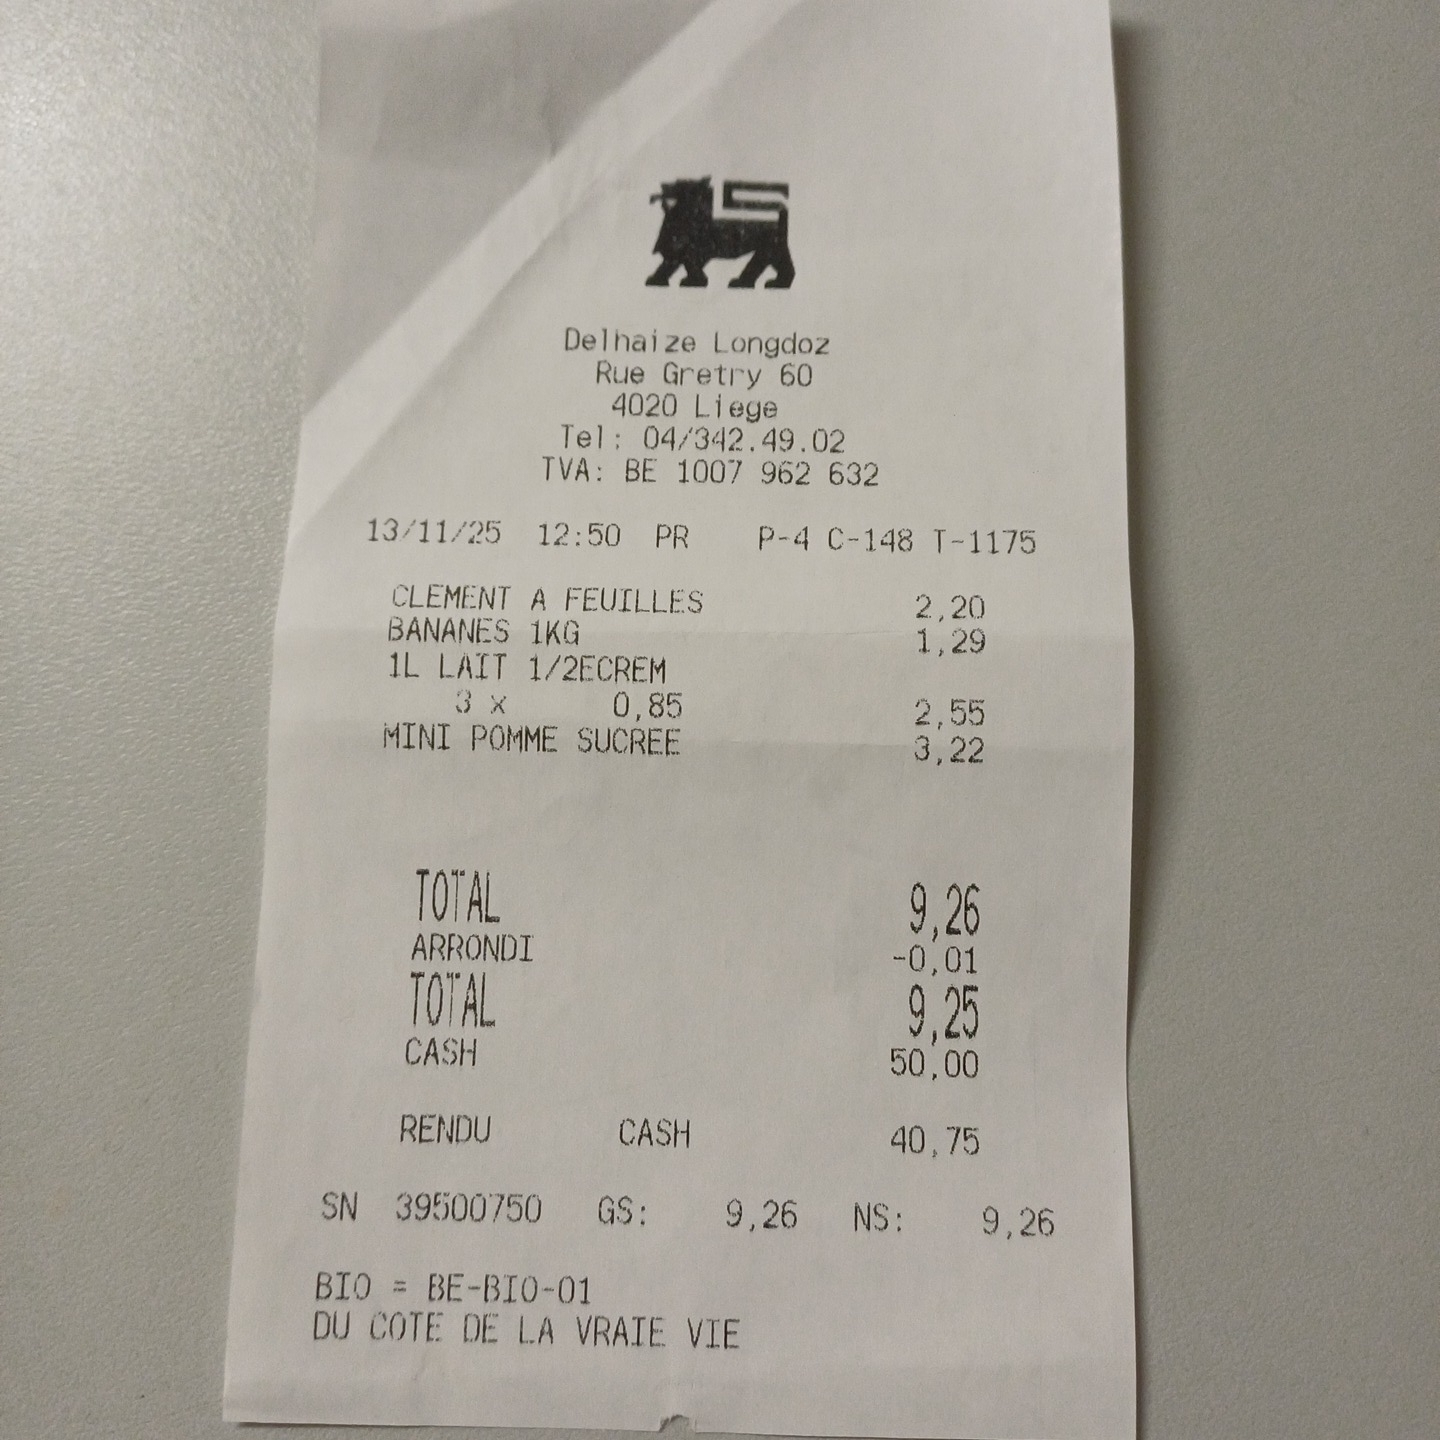 Delhaize Longdoz
Rue Gretry 60
4020 Liege
Tel: 04/342.49.02
TVA: BE 1007 962 632
13/11/25 12:50 PR P-4 C-148 T-1175
CLEMENT A FEUILLES 2,20
BANANES 1KG 1,29
1L LAIT 1/2ECREM
3 x 0,85 2,55
MINI POMME SUCREE 3,22
TOTAL 9,26
ARRONDI -0,01
TOTAL 9,25
CASH 50,00
RENDU CASH 40,75
SN 39500750 GS: 9,26 NS: 9,26
BIO = BE-BIO-01
DU COTE DE LA VRAIE VIE